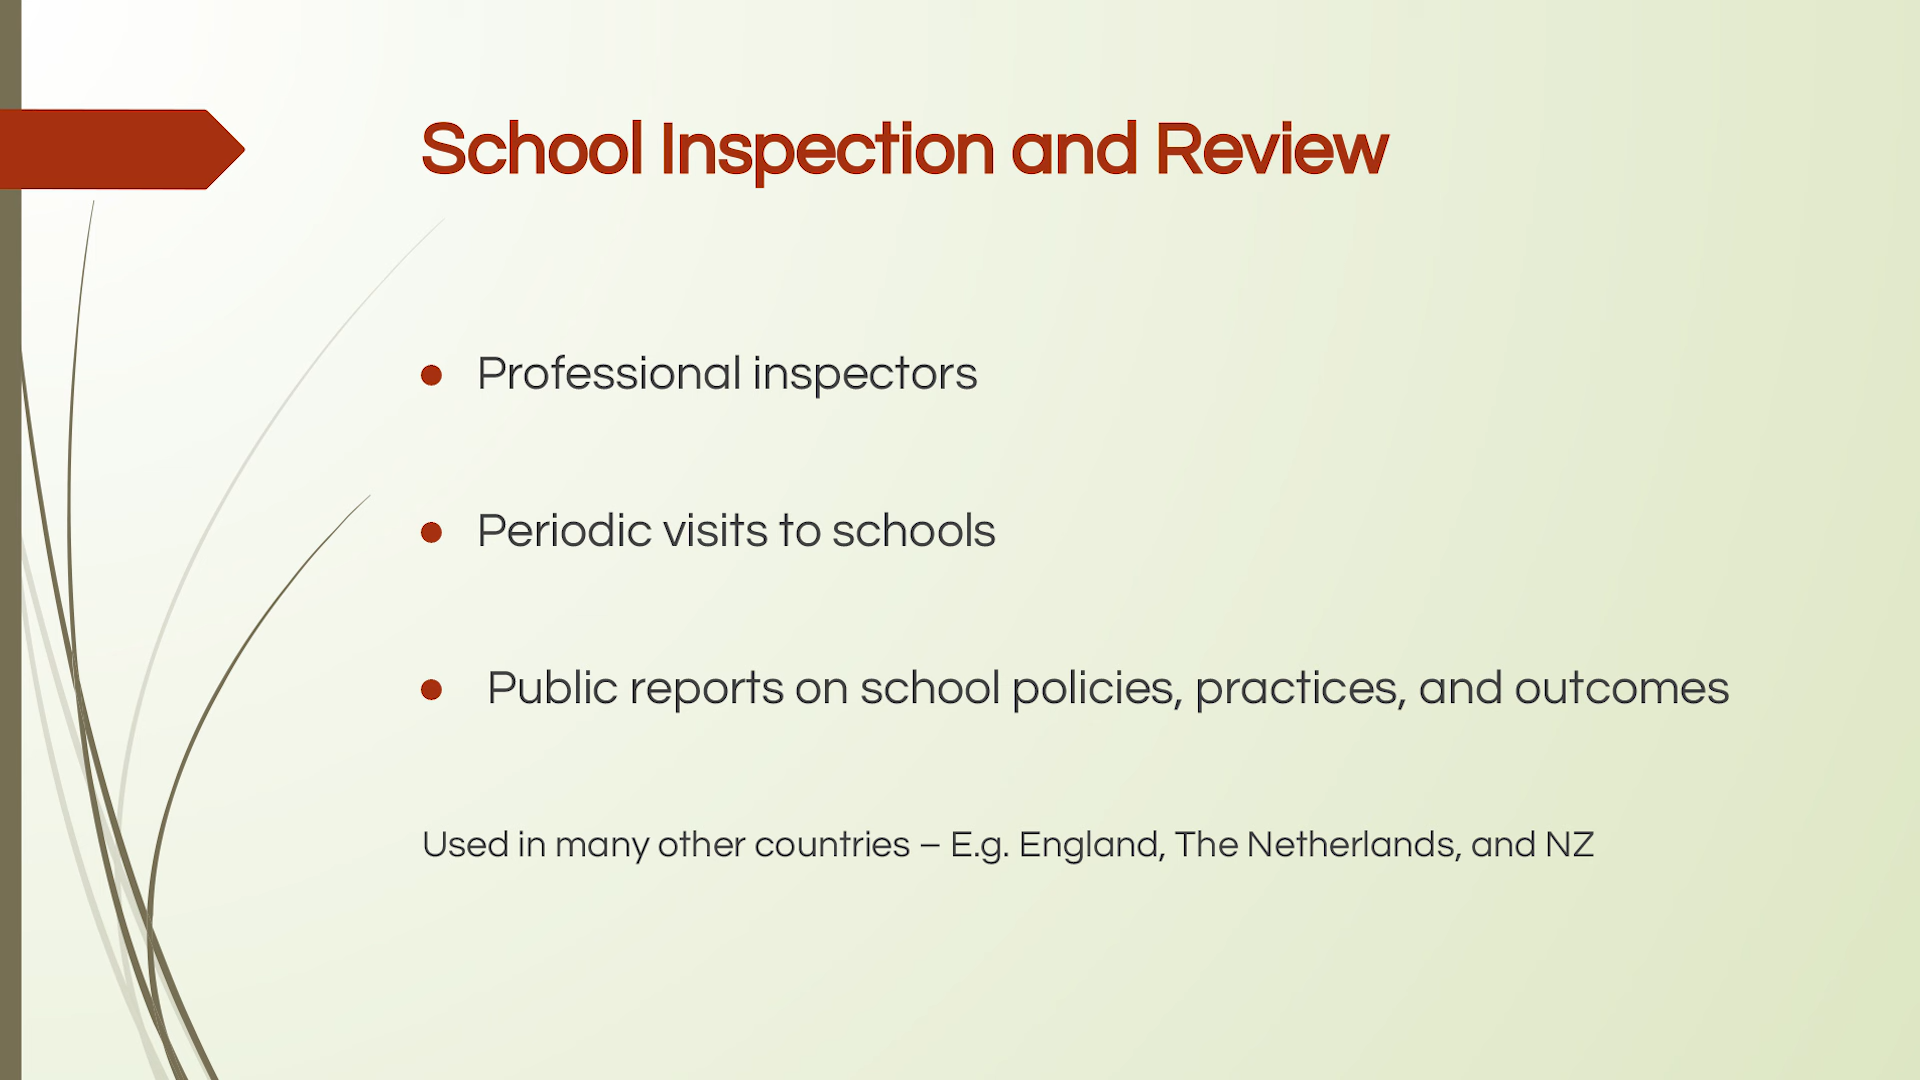 School Inspection and Review
Professional inspectors
Periodic visits to schools
Public reports on school policies, practices, and outcomes
Used in many other countries – E.g. England, The Netherlands, and NZ